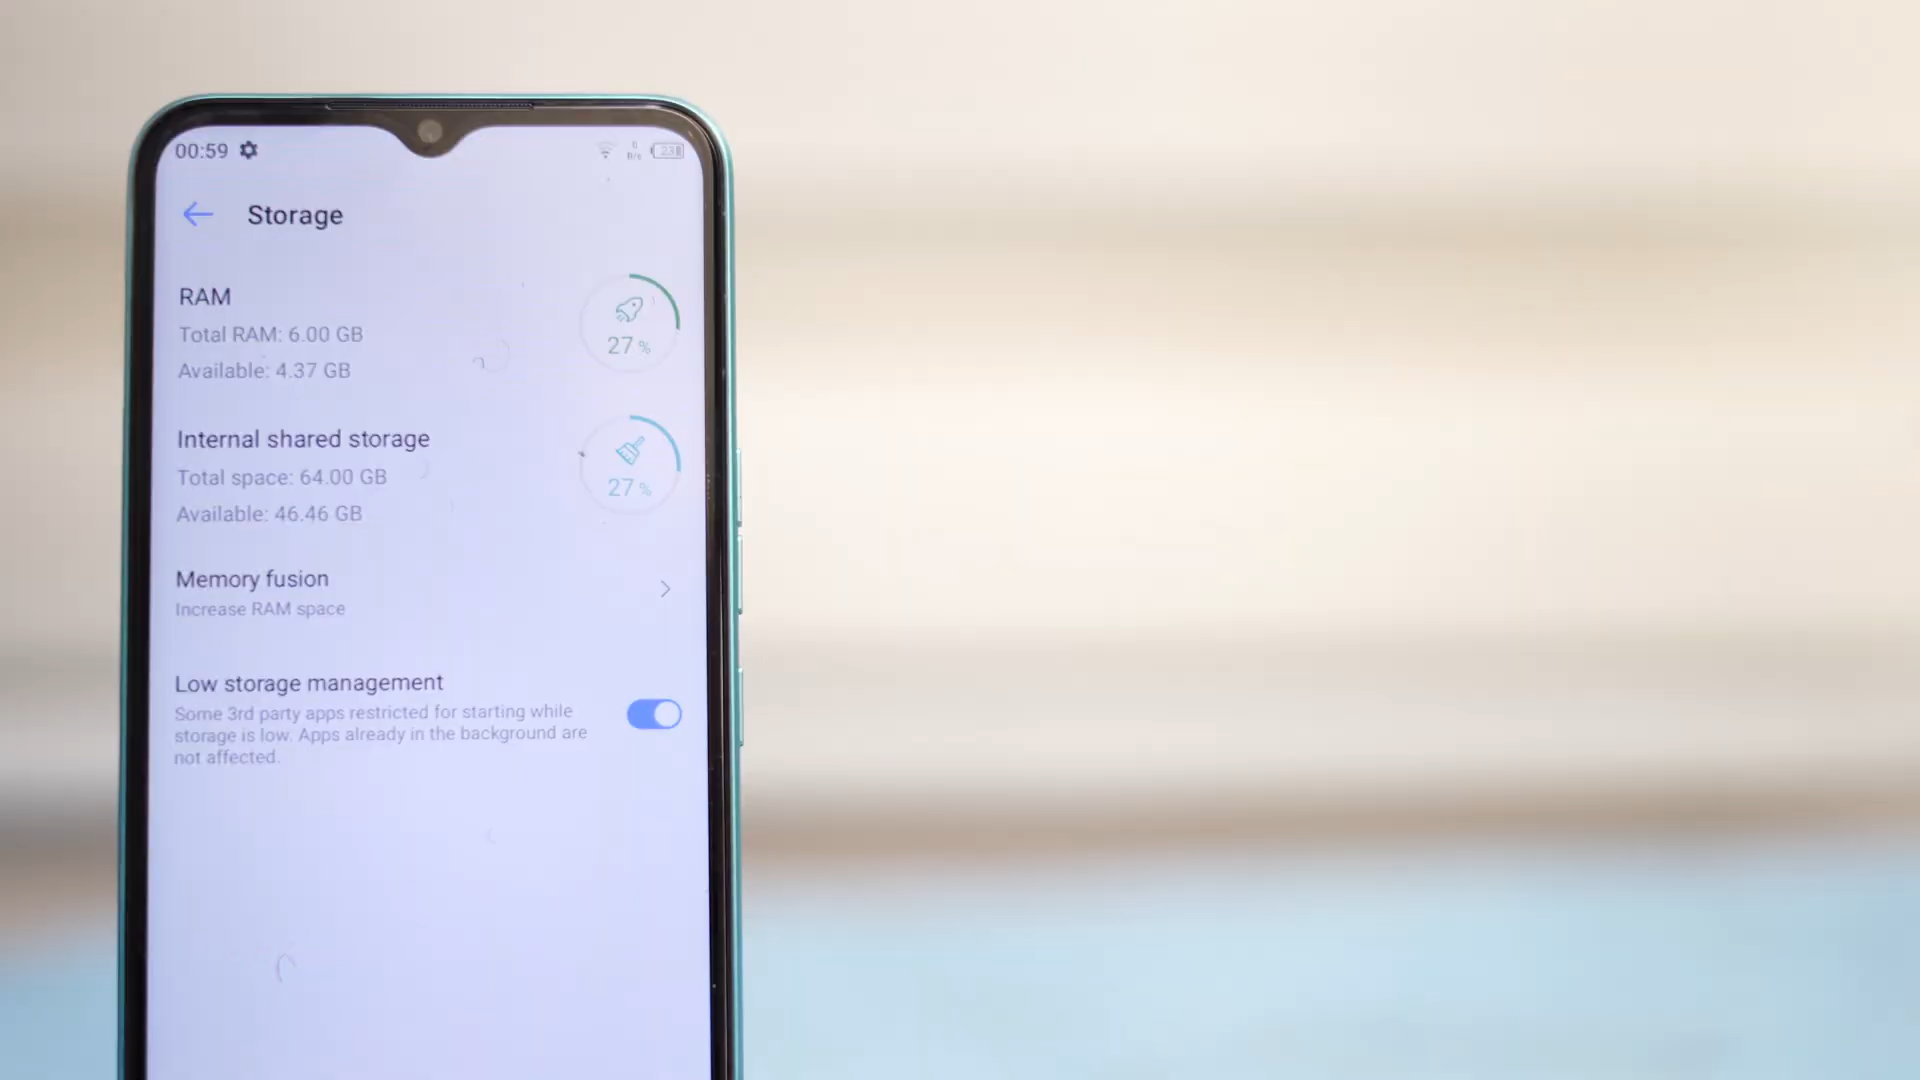 00:59
23
Storage
RAM
Total RAM: 6.00 GB
Available: 4.37 GB
27 %
Internal shared storage
Total space: 64.00 GB
Available: 46.46 GB
27 %
Memory fusion
Increase RAM space
Low storage management
Some 3rd party apps restricted for starting while
storage is low. Apps already in the background are
not affected.